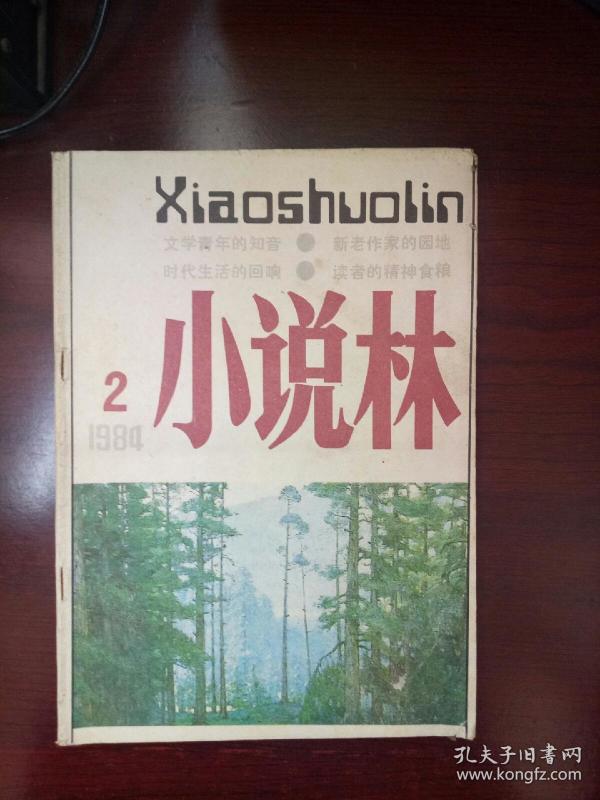 Xiaoshuolin
文学青年的知音 ● 新老作家的园地
时代生活的回响 ● 读者的精神食粮
小说林
2
1984
孔夫子旧书网
www.kongfz.com